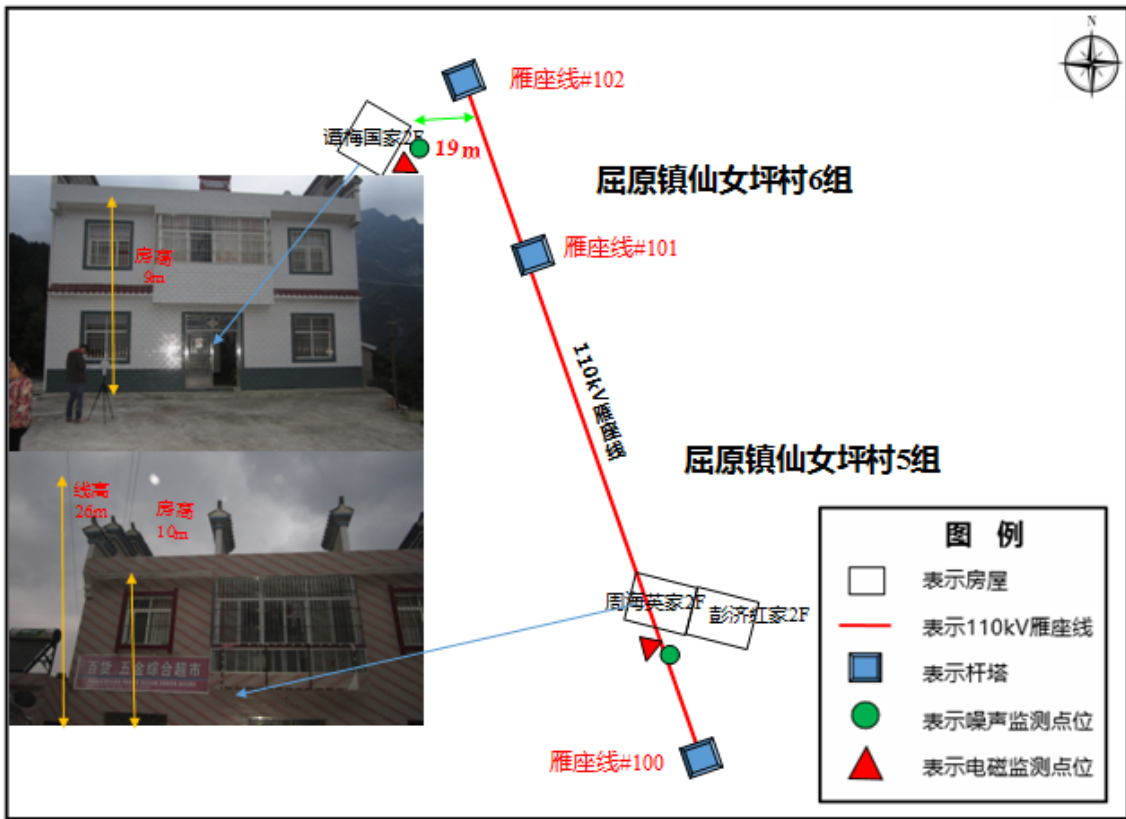 N
雁座线#102
谭梅国家2F
19m
屈原镇仙女坪村6组
雁座线#101
房高
9m
110kV雁座线
屈原镇仙女坪村5组
线高
26m
房高
10m
图 例
表示房屋
周海英家2F
彭济红家2F
表示110kV雁座线
百货 五金综合超市
表示杆塔
表示噪声监测点位
雁座线#100
表示电磁监测点位